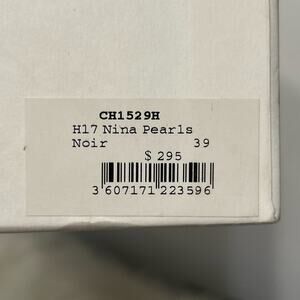 CH1529H
H17 Nina Pearls
Noir 39
$ 295
3 607171 223596